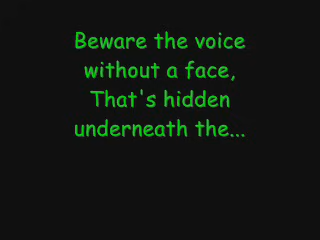 Beware the voice
without a face,
That's hidden
underneath the...